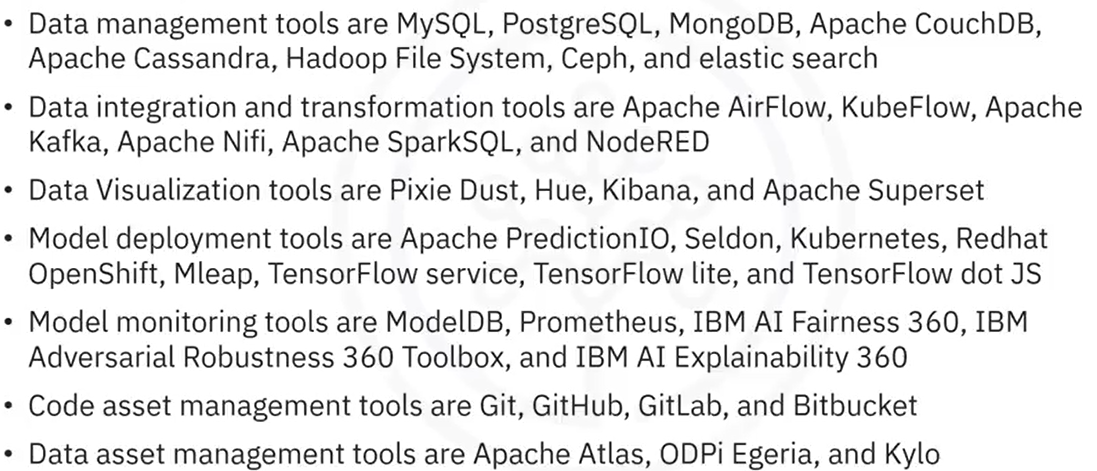 • Data management tools are MySQL, PostgreSQL, MongoDB, Apache CouchDB,
Apache Cassandra, Hadoop File System, Ceph, and elastic search
• Data integration and transformation tools are Apache AirFlow, KubeFlow, Apache
Kafka, Apache Nifi, Apache SparkSQL, and NodeRED
• Data Visualization tools are Pixie Dust, Hue, Kibana, and Apache Superset
• Model deployment tools are Apache PredictionIO, Seldon, Kubernetes, Redhat
OpenShift, Mleap, TensorFlow service, TensorFlow lite, and TensorFlow dot JS
• Model monitoring tools are ModelDB, Prometheus, IBM AI Fairness 360, IBM
Adversarial Robustness 360 Toolbox, and IBM AI Explainability 360
• Code asset management tools are Git, GitHub, GitLab, and Bitbucket
• Data asset management tools are Apache Atlas, ODPi Egeria, and Kylo